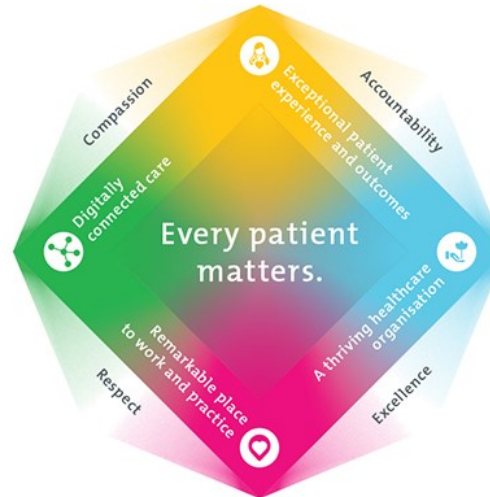 Compassion
Accountability
Exceptional patient
experience and outcomes
Digitally
connected care
Every patient
matters.
A thriving healthcare
organisation
Remarkable place
to work and practice
Respect
Excellence